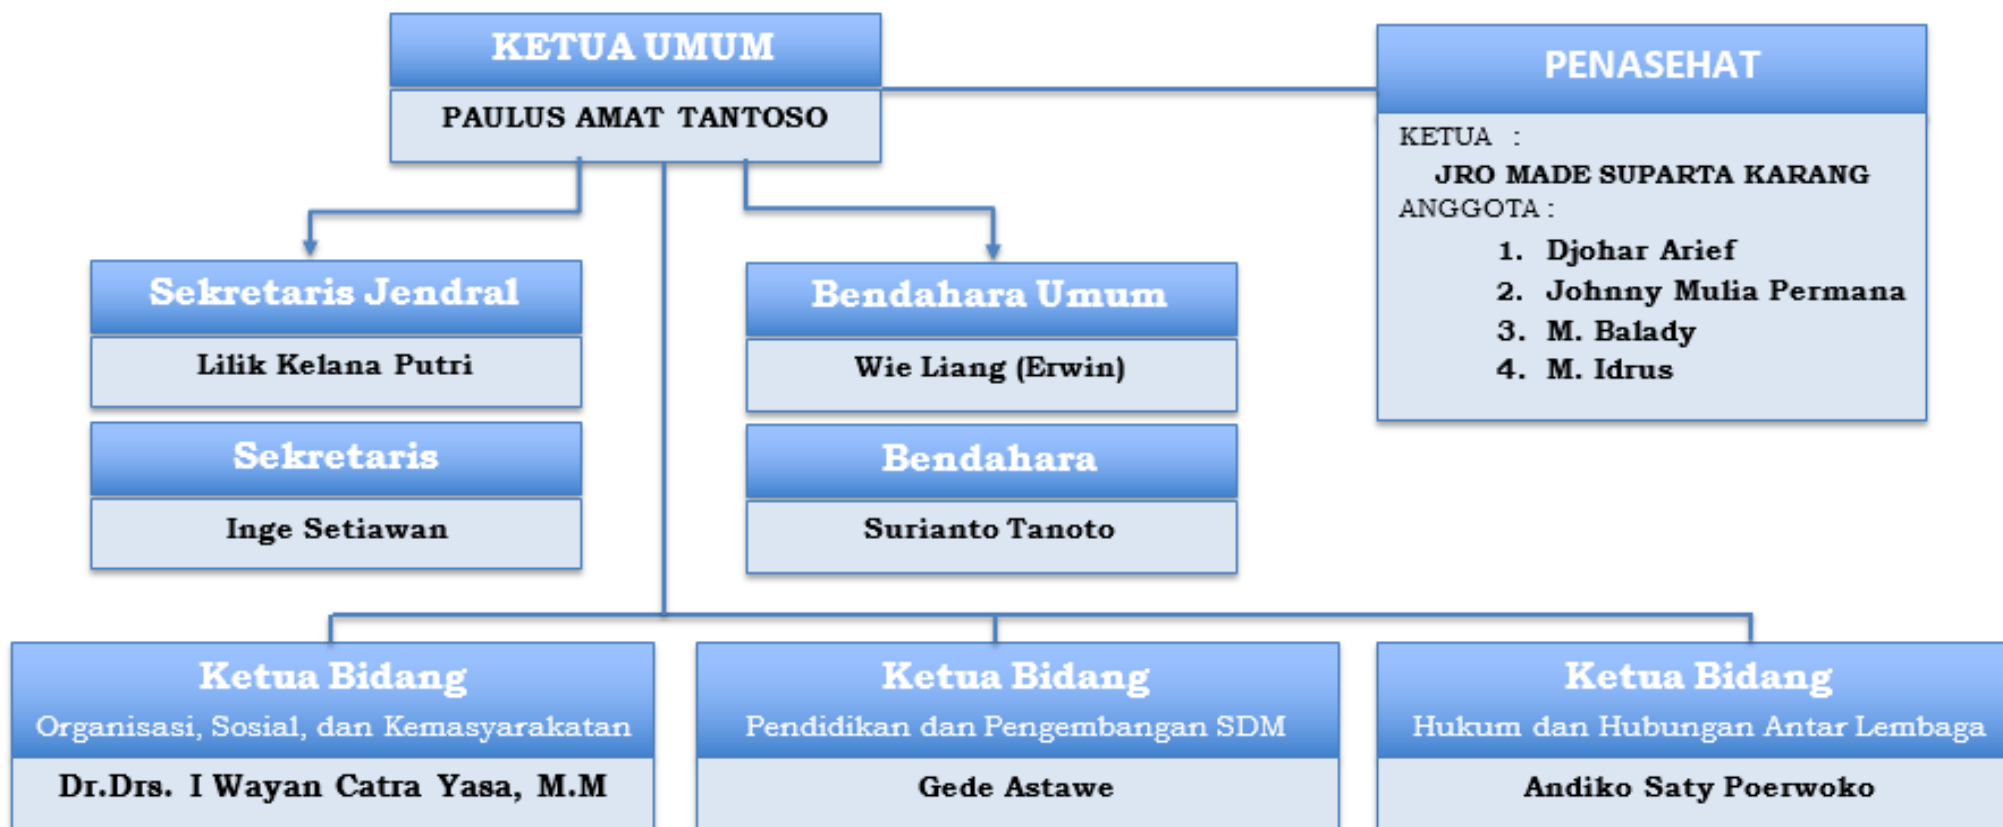 KETUA UMUM
PAULUS AMAT TANTOSO
PENASEHAT
KETUA :
JRO MADE SUPARTA KARANG
ANGGOTA :
1. Djohar Arief
2. Johnny Mulia Permana
3. M. Balady
4. M. Idrus
Sekretaris Jendral
Lilik Kelana Putri
Sekretaris
Inge Setiawan
Bendahara Umum
Wie Liang (Erwin)
Bendahara
Surianto Tanoto
Ketua Bidang
Organisasi, Sosial, dan Kemasyarakatan
Dr.Drs. I Wayan Catra Yasa, M.M
Ketua Bidang
Pendidikan dan Pengembangan SDM
Gede Astawe
Ketua Bidang
Hukum dan Hubungan Antar Lembaga
Andiko Saty Poerwoko